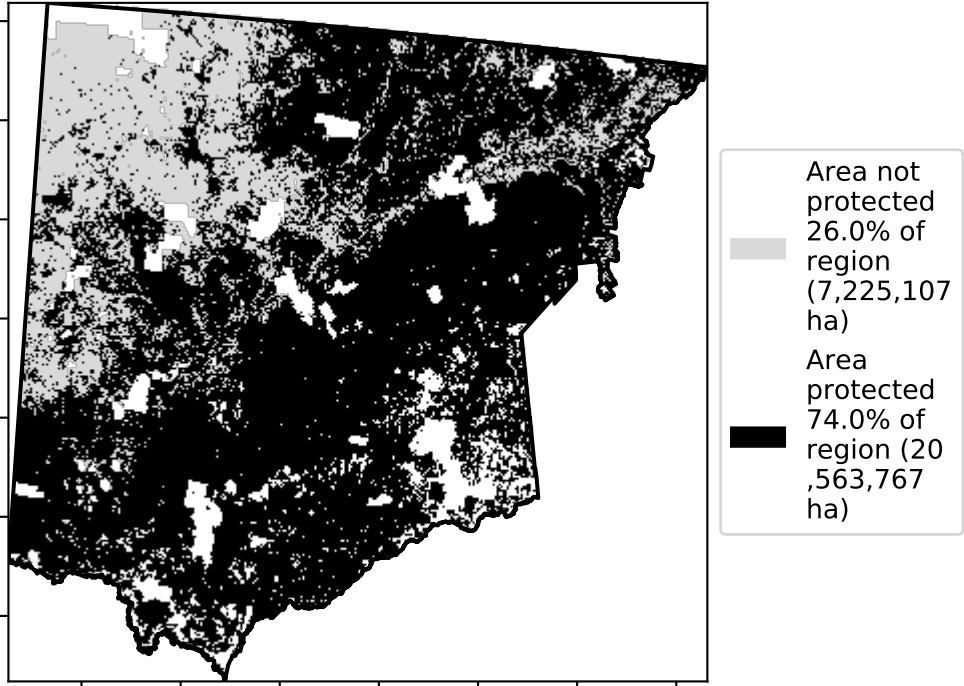 Area not
protected
26.0% of
region
(7,225,107
ha)
Area
protected
74.0% of
region (20
,563,767
ha)